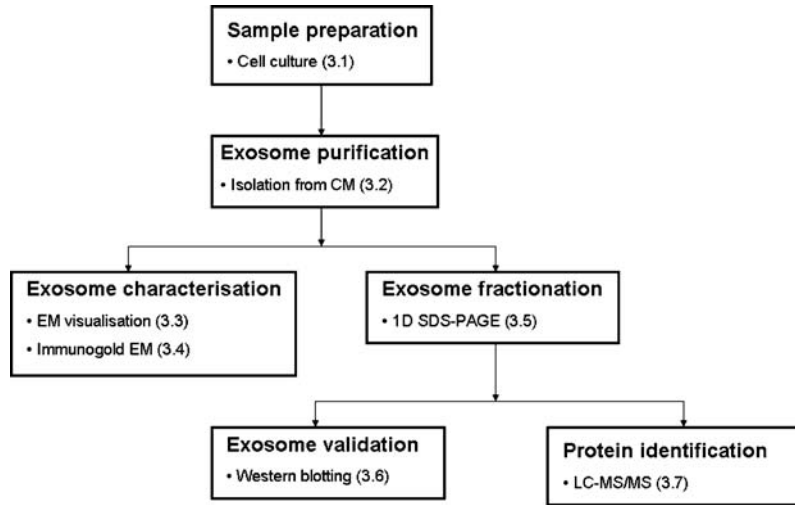 Sample preparation
• Cell culture (3.1)
Exosome purification
• Isolation from CM (3.2)
Exosome characterisation
• EM visualisation (3.3)
• Immunogold EM (3.4)
Exosome fractionation
• 1D SDS-PAGE (3.5)
Exosome validation
• Western blotting (3.6)
Protein identification
• LC-MS/MS (3.7)